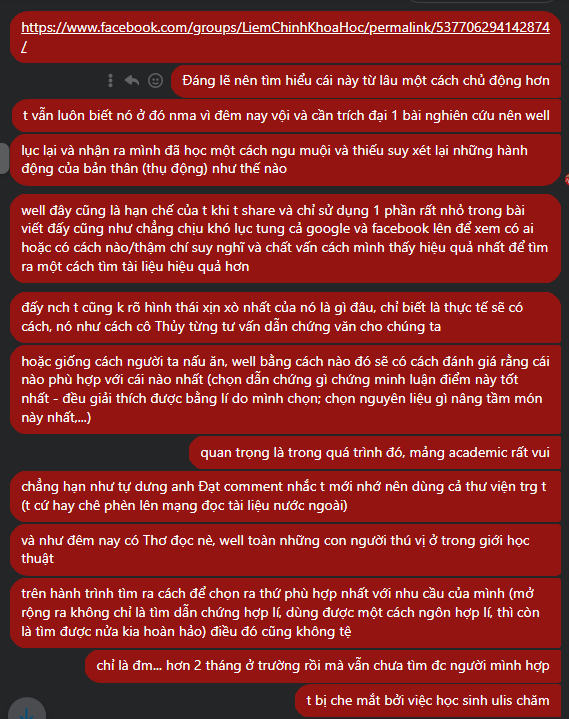 https://www.facebook.com/groups/LiemChinhKhoaHoc/permalink/537706294142874
/
Đáng lẽ nên tìm hiểu cái này từ lâu một cách chủ động hơn
t vẫn luôn biết nó ở đó nma vì đêm nay vội và cần trích đại 1 bài nghiên cứu nên well
lục lại và nhận ra mình đã học một cách ngu muội và thiếu suy xét lại những hành
động của bản thân (thụ động) như thế nào
well đây cũng là hạn chế của t khi t share và chỉ sử dụng 1 phần rất nhỏ trong bài
viết đấy cũng như chẳng chịu khó lục tung cả google và facebook lên để xem có ai
hoặc có cách nào/thậm chí suy nghĩ và chất vấn cách mình thấy hiệu quả nhất để tìm
ra một cách tìm tài liệu hiệu quả hơn
đấy nch t cũng k rõ hình thái xịn xò nhất của nó là gì đâu, chỉ biết là thực tế sẽ có
cách, nó như cách cô Thủy từng tư vấn dẫn chứng văn cho chúng ta
hoặc giống cách người ta nấu ăn, well bằng cách nào đó sẽ có cách đánh giá rằng cái
nào phù hợp với cái nào nhất (chọn dẫn chứng gì chứng minh luận điểm này tốt
nhất - đều giải thích được bằng lí do mình chọn; chọn nguyên liệu gì nâng tầm món
này nhất,...)
quan trọng là trong quá trình đó, mảng academic rất vui
chẳng hạn như tự dưng anh Đạt comment nhắc t mới nhớ nên dùng cả thư viện trg t
(t cứ hay chê phèn lên mạng đọc tài liệu nước ngoài)
và như đêm nay có Thơ đọc nè, well toàn những con người thú vị ở trong giới học
thuật
trên hành trình tìm ra cách để chọn ra thứ phù hợp nhất với nhu cầu của mình (mở
rộng ra không chỉ là tìm dẫn chứng hợp lí, dùng được một cách ngôn hợp lí, thì còn
là tìm được nửa kia hoàn hảo) điều đó cũng không tệ
chỉ là đm... hơn 2 tháng ở trường rồi mà vẫn chưa tìm đc người mình hợp
t bị che mắt bởi việc học sinh ulis chăm